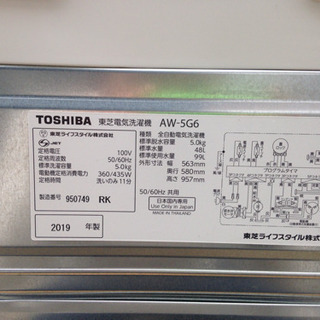 TOSHIBA 東芝電気洗濯機 AW-5G6
東芝ライフスタイル株式会社
JET
定格電圧 100V
定格周波数 50/60Hz
標準洗濯容量 5.0kg
電動機定格消費電力 360/435W
標準使用時間 洗いのみ11分
製造番号 950749 RK
2019 年製
種類 全自動電気洗濯機
標準脱水容量 5.0kg
標準水量 48L
標準使用水量 99L
外形寸法 幅 563mm
奥行 580mm
高さ 957mm
50/60Hz 共用
日本国内専用
Use Only in Japan
MADE IN THAILAND
プログラムタイマ
東芝ライフスタイル株式